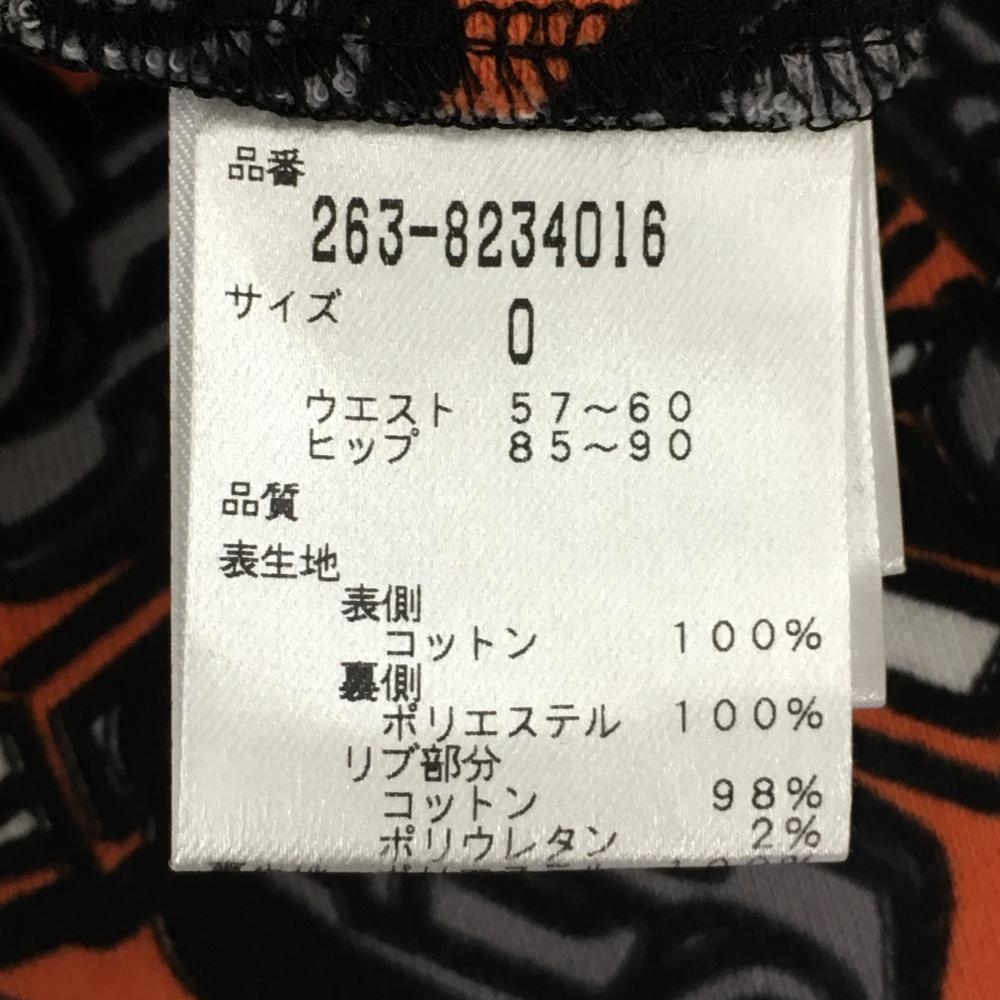 品番
263-8234016
サイズ
0
ウエスト 57～60
ヒップ 85～90
品質
表生地
表側
コットン 100%
裏側
ポリエステル 100%
リブ部分
コットン 98%
ポリウレタン 2%